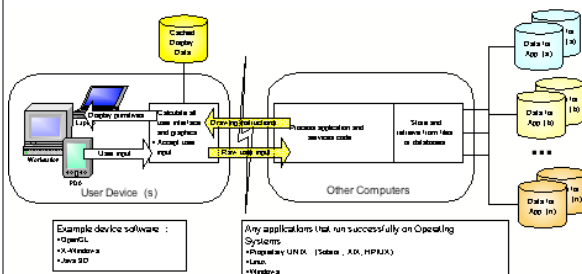 Cached
Display
Data
Data for
App (a)
Data for
App (b)
Data for
App (n)
Display primitives
Workstation
PDA
User input
Calculate all
user interface
and graphics
• Accept user
input
Drawing instructions
Raw user input
Process application and
services code
Store and
retrieve from files
or databases
User Device (s)
Other Computers
Example device software :
•OpenGL
•X-Windows
•Java 3D
Any applications that run successfully on Operating
Systems
•Proprietary UNIX (Solaris , AIX, HPUX)
•Linux
•Windows